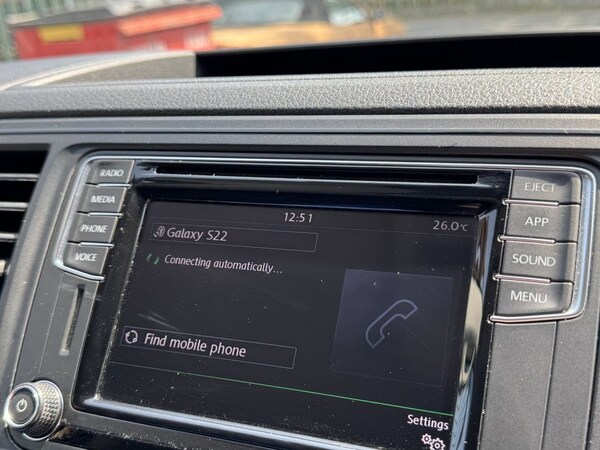 RADIO
MEDIA
PHONE
VOICE
12:51
26.0°C
Galaxy S22
Connecting automatically...
Find mobile phone
Settings
EJECT
APP
SOUND
MENU